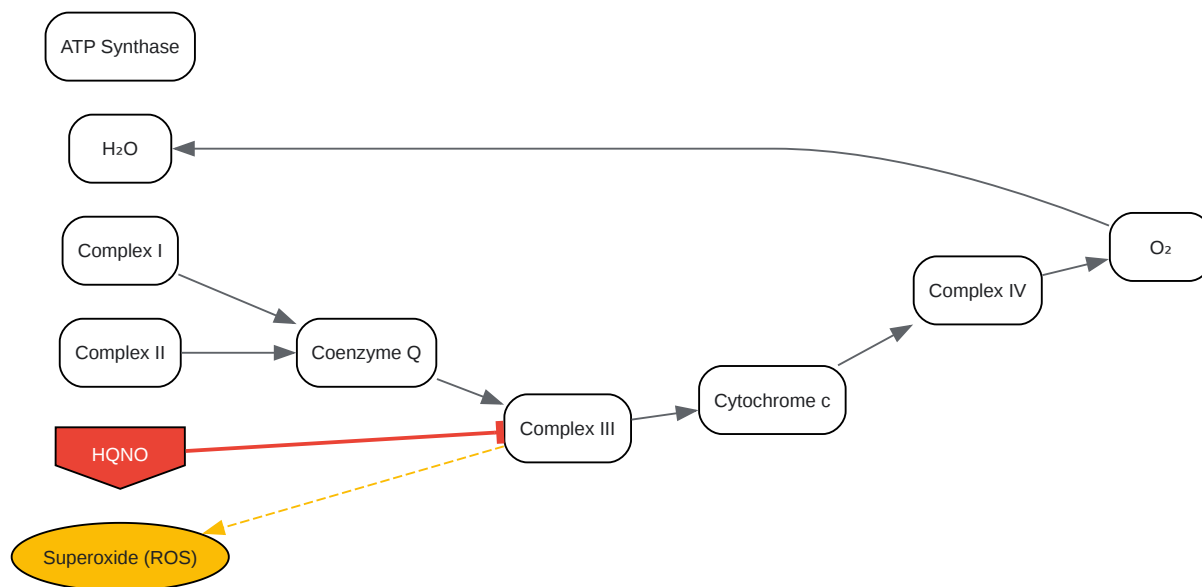 ATP Synthase
H₂O
Complex I
Complex II
HQNO
Superoxide (ROS)
Coenzyme Q
Complex III
Cytochrome c
Complex IV
O₂